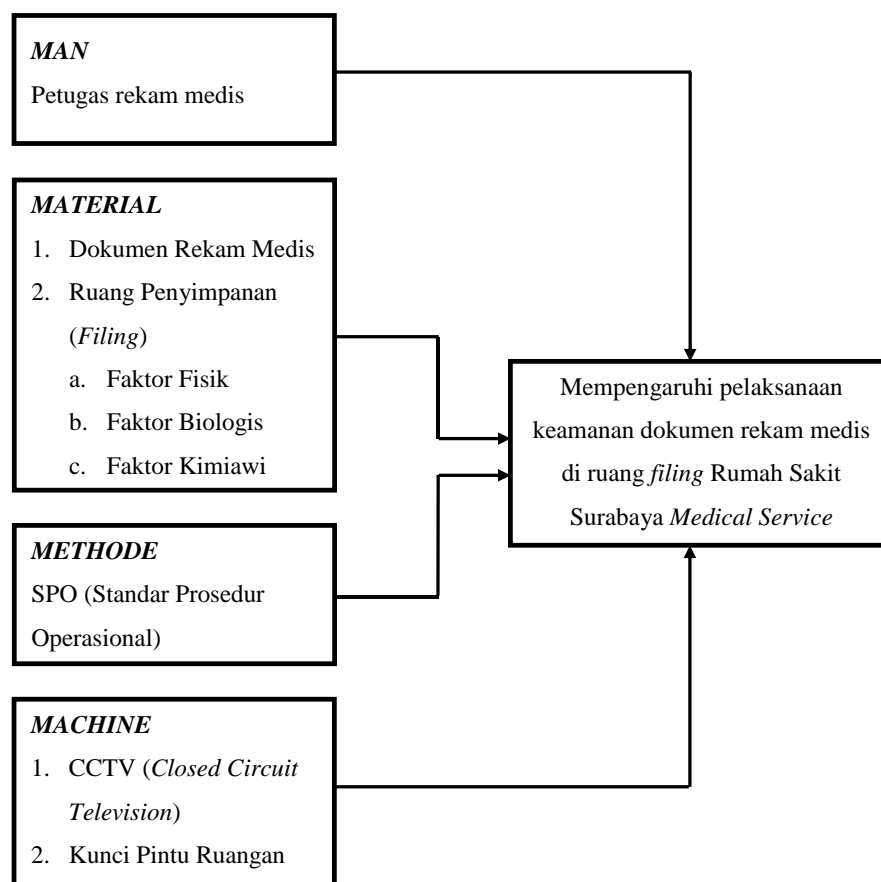 MAN
Petugas rekam medis
MATERIAL
1. Dokumen Rekam Medis
2. Ruang Penyimpanan
(Filing)
a. Faktor Fisik
b. Faktor Biologis
c. Faktor Kimiawi
METHODE
SPO (Standar Prosedur
Operasional)
MACHINE
1. CCTV (Closed Circuit
Television)
2. Kunci Pintu Ruangan
Mempengaruhi pelaksanaan
keamanan dokumen rekam medis
di ruang filing Rumah Sakit
Surabaya Medical Service